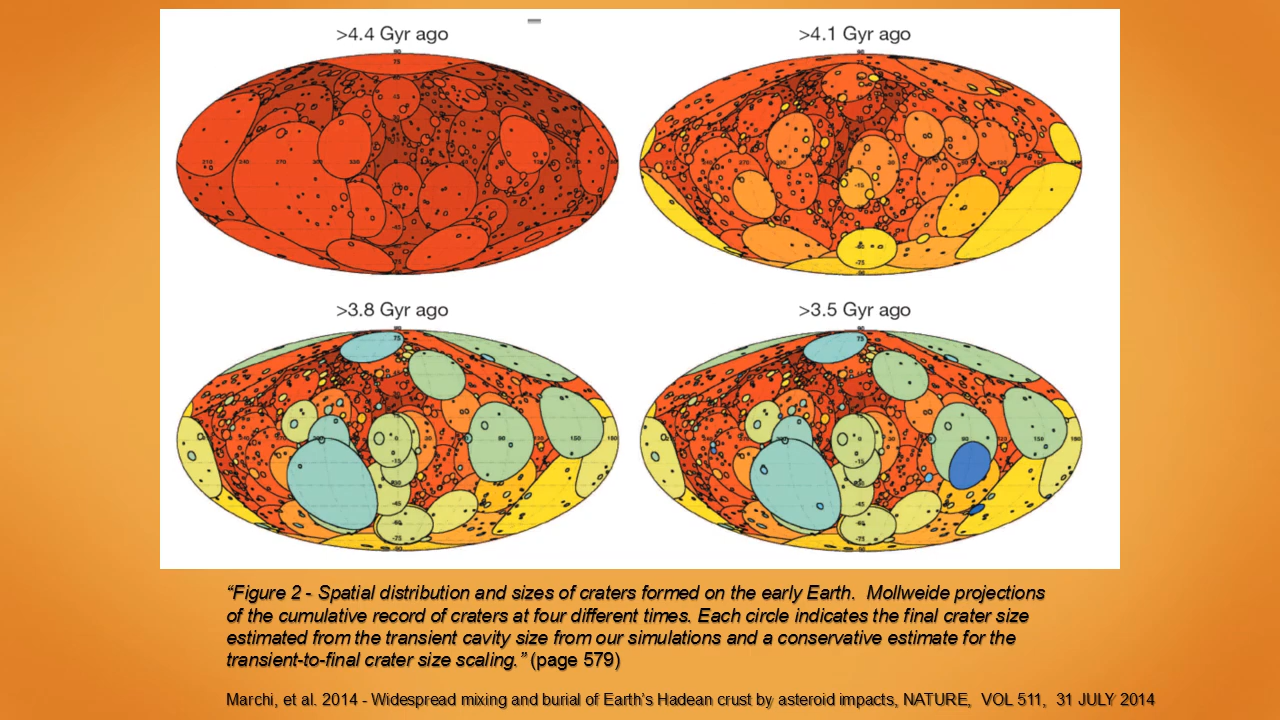 >4.4 Gyr ago
>4.1 Gyr ago
>3.8 Gyr ago
>3.5 Gyr ago
“Figure 2 - Spatial distribution and sizes of craters formed on the early Earth.  Mollweide projections
of the cumulative record of craters at four different times. Each circle indicates the final crater size
estimated from the transient cavity size from our simulations and a conservative estimate for the
transient-to-final crater size scaling.” (page 579)
Marchi, et al. 2014 - Widespread mixing and burial of Earth’s Hadean crust by asteroid impacts, NATURE,  VOL 511,  31 JULY 2014